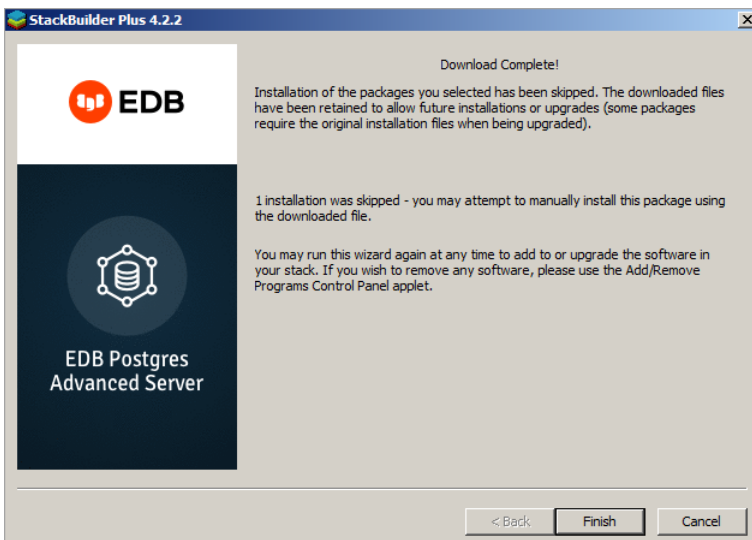 StackBuilder Plus 4.2.2
EDB
EDB Postgres
Advanced Server
Download Complete!
Installation of the packages you selected has been skipped. The downloaded files
have been retained to allow future installations or upgrades (some packages
require the original installation files when being upgraded).
1 installation was skipped - you may attempt to manually install this package using
the downloaded file.
You may run this wizard again at any time to add to or upgrade the software in
your stack. If you wish to remove any software, please use the Add/Remove
Programs Control Panel applet.
< Back
Finish
Cancel